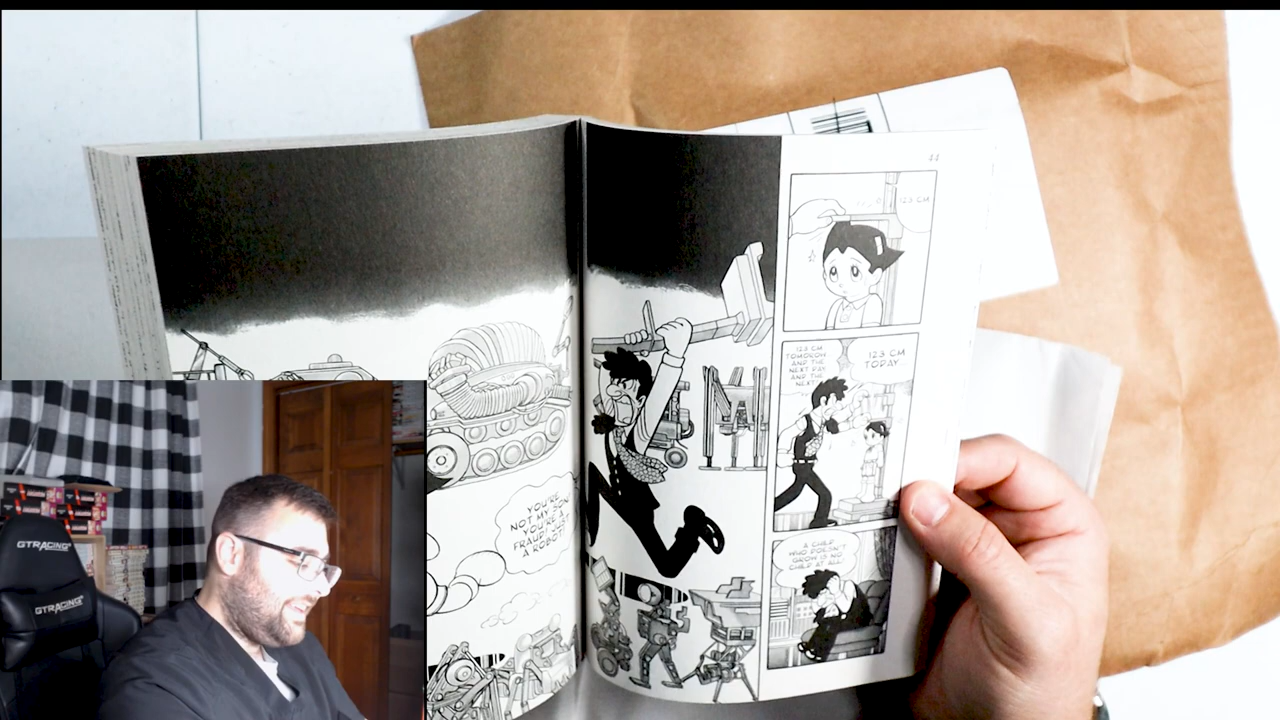 44
123 CM
123 CM
TOMOROW
AND THE
NEXT DAY
AND THE
NEXT
123 CM
TODAY
A CHILD
WHO DOESN'T
GROW IS NO
CHILD AT ALL!
YOU'RE
NOT MY SON!
YOU'RE A
FRAUD! JUST
A ROBOT!
GTRACING
GTRACING